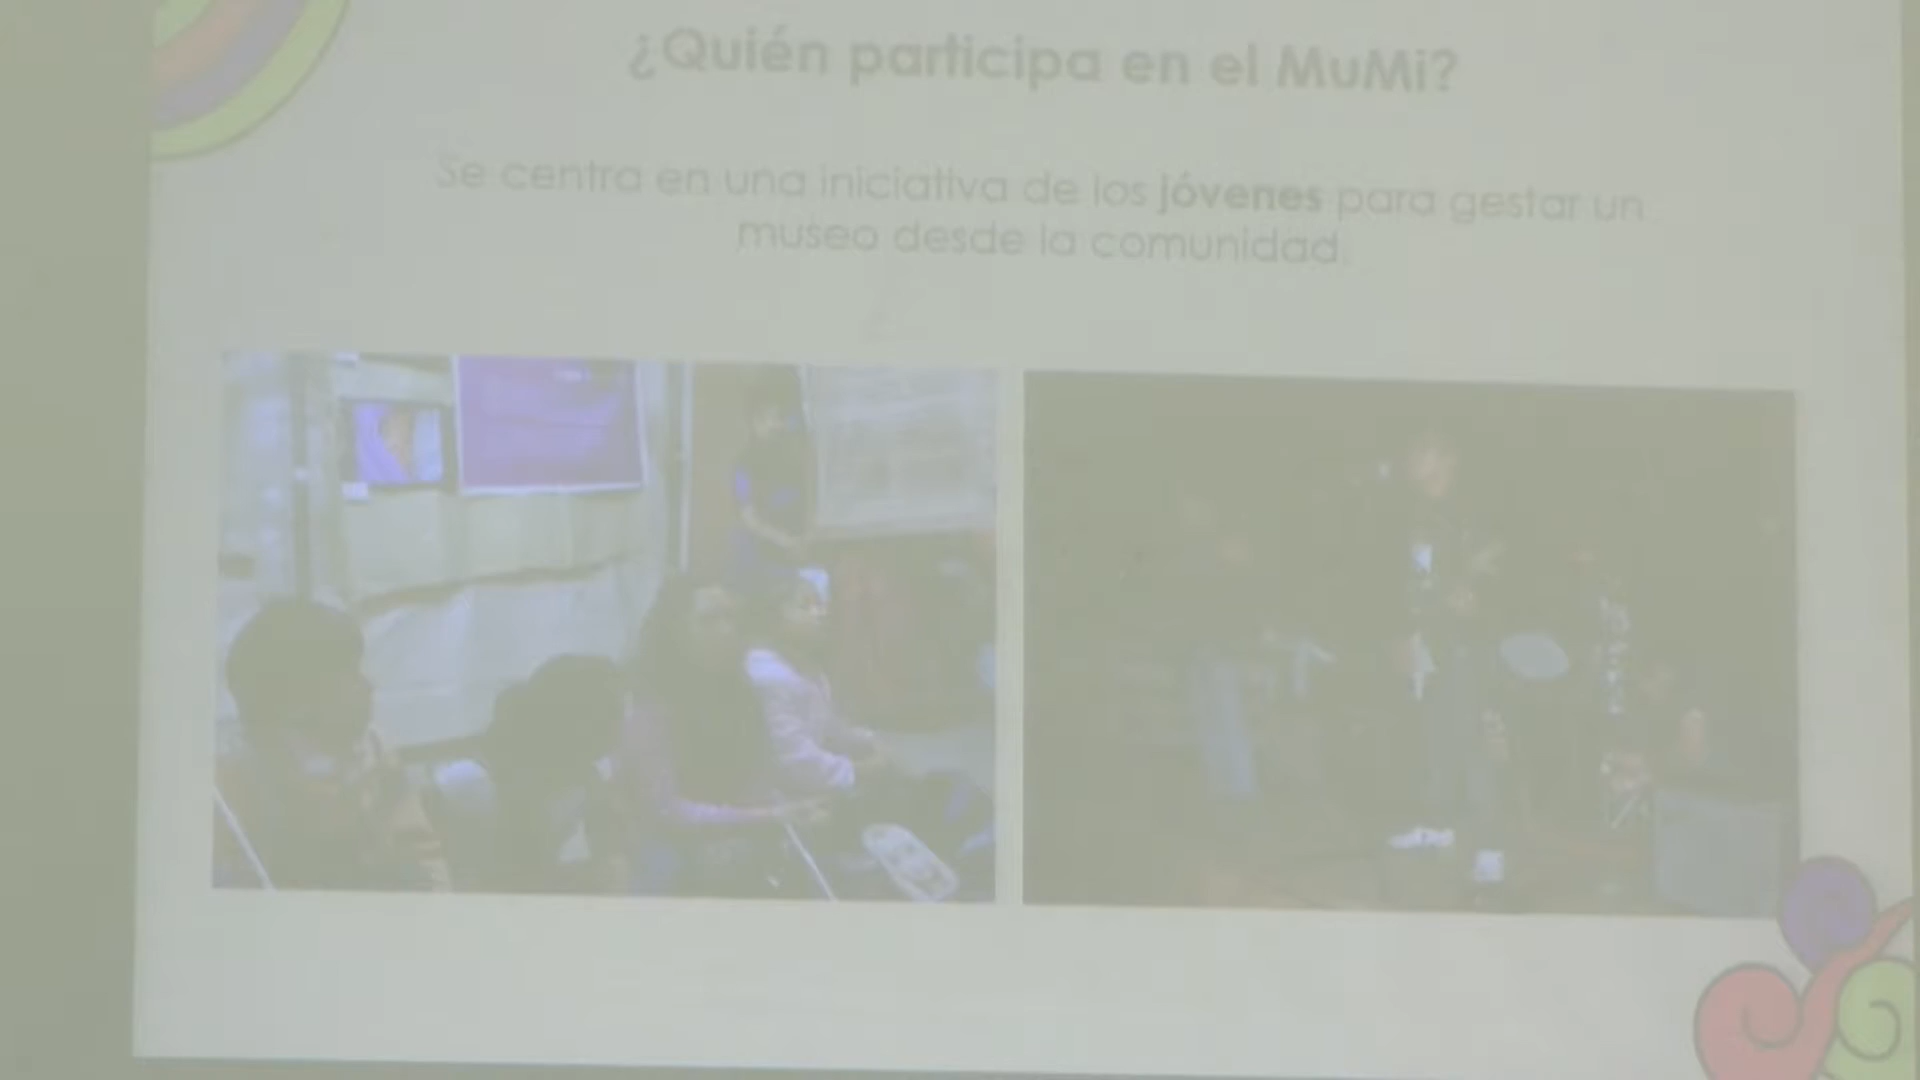 ¿Quién participa en el MuMi?
Se centra en una iniciativa de los jóvenes para gestar un
museo desde la comunidad.